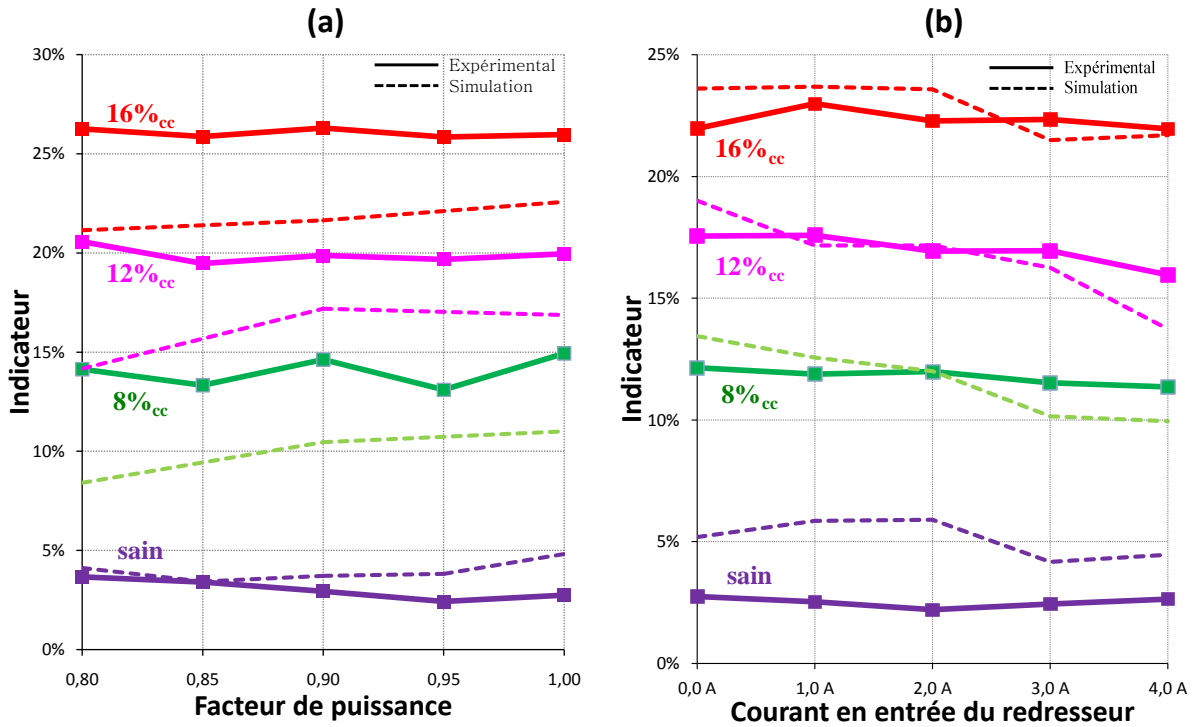 (a)
30%
25%
20%
15%
10%
5%
0%
Indicateur
Expérimental
Simulation
16%cc
12%cc
8%cc
sain
0,80
0,85
0,90
0,95
1,00
Facteur de puissance
(b)
25%
20%
15%
10%
5%
0%
Indicateur
Expérimental
Simulation
16%cc
12%cc
8%cc
sain
0,0 A
1,0 A
2,0 A
3,0 A
4,0 A
Courant en entrée du redresseur